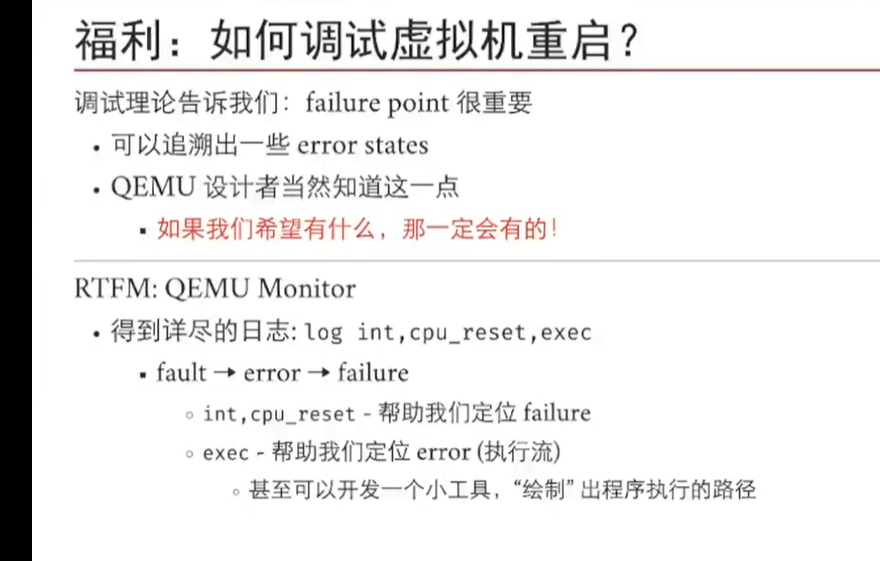 福利：如何调试虚拟机重启？
调试理论告诉我们：failure point 很重要
• 可以追溯出一些 error states
• QEMU 设计者当然知道这一点
▪ 如果我们希望有什么，那一定会有的！
RTFM: QEMU Monitor
• 得到详尽的日志: log int,cpu_reset,exec
▪ fault → error → failure
◦ int,cpu_reset - 帮助我们定位 failure
◦ exec - 帮助我们定位 error (执行流)
◦ 甚至可以开发一个小工具，“绘制” 出程序执行的路径